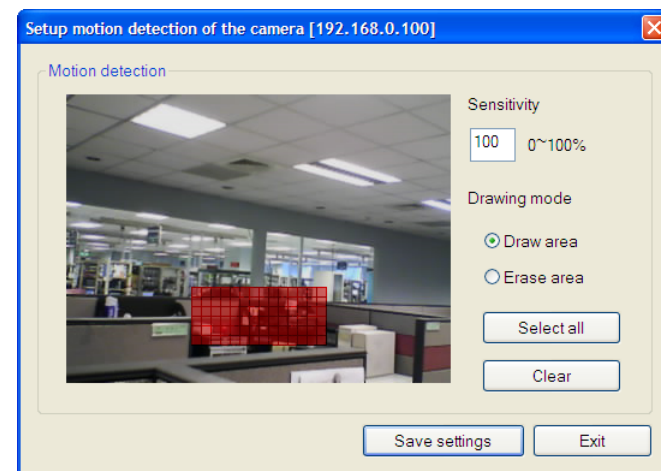 Setup motion detection of the camera [192.168.0.100]
Motion detection
Sensitivity
100 0~100%
Drawing mode
Draw area
Erase area
Select all
Clear
Save settings Exit